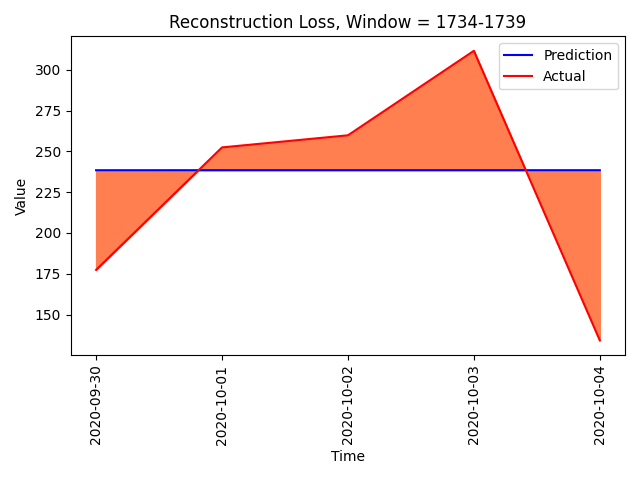 Reconstruction Loss, Window = 1734-1739
Prediction
Actual
300
275
250
225
200
175
150
Value
2020-09-30
2020-10-01
2020-10-02
2020-10-03
2020-10-04
Time